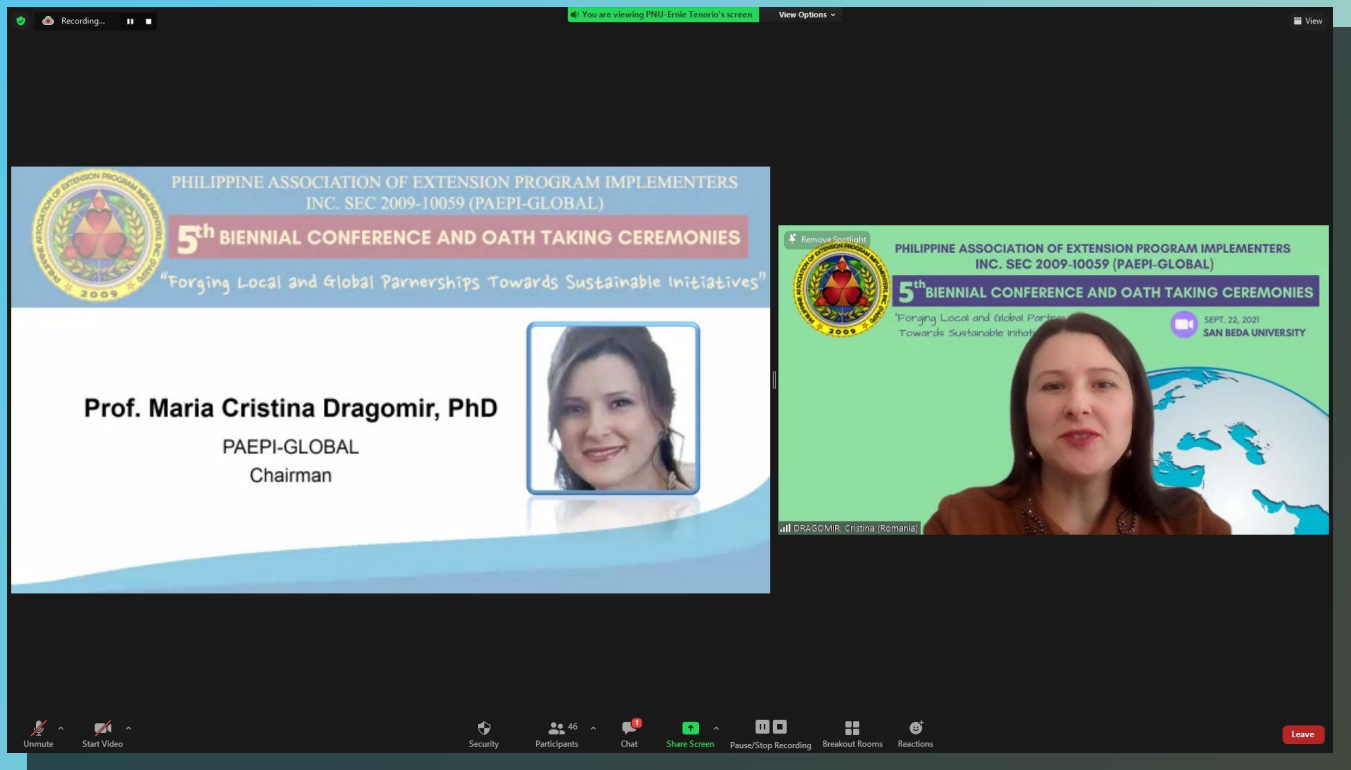 Recording...
You are viewing PNU-Ernie Tenorio's screen
View Options
View
PHILIPPINE ASSOCIATION OF EXTENSION PROGRAM IMPLEMENTERS
INC. SEC 2009-10059 (PAEPI-GLOBAL)
5th BIENNIAL CONFERENCE AND OATH TAKING CEREMONIES
"Forging Local and Global Parnerships Towards Sustainable Initiatives"
2009
Prof. Maria Cristina Dragomir, PhD
PAEPI-GLOBAL
Chairman
Remove Spotlight
PHILIPPINE ASSOCIATION OF EXTENSION PROGRAM IMPLEMENTERS
INC. SEC 2009-10059 (PAEPI-GLOBAL)
5th BIENNIAL CONFERENCE AND OATH TAKING CEREMONIES
"Forging Local and Global
Towards Sustainable
SEPT. 22, 2021
SAN BEDA UNIVERSITY
2009
DRAGOMIR, Cristina (Romania)
Unmute
Start Video
Security
46
Participants
1
Chat
Share Screen
Pause/Stop Recording
Breakout Rooms
Reactions
Leave